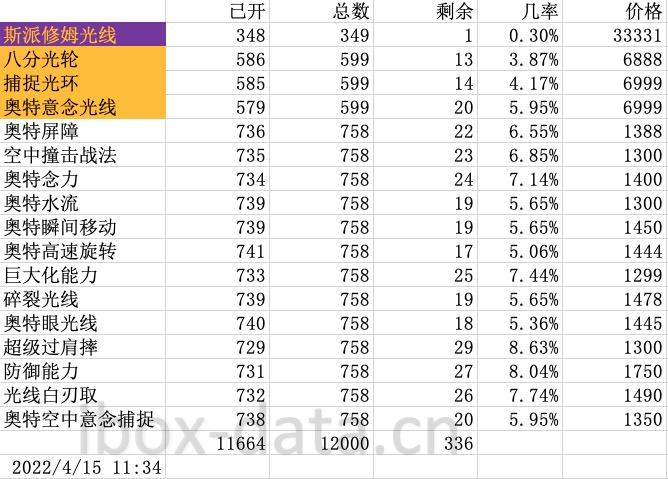 已开 总数 剩余 几率 价格
斯派修姆光线 348 349 1 0.30% 33331
八分光轮 586 599 13 3.87% 6888
捕捉光环 585 599 14 4.17% 6999
奥特意念光线 579 599 20 5.95% 6999
奥特屏障 736 758 22 6.55% 1388
空中撞击战法 735 758 23 6.85% 1300
奥特念力 734 758 24 7.14% 1400
奥特水流 739 758 19 5.65% 1300
奥特瞬间移动 739 758 19 5.65% 1450
奥特高速旋转 741 758 17 5.06% 1444
巨大化能力 733 758 25 7.44% 1299
碎裂光线 739 758 19 5.65% 1478
奥特眼光线 740 758 18 5.36% 1445
超级过肩摔 729 758 29 8.63% 1300
防御能力 731 758 27 8.04% 1750
光线白刃取 732 758 26 7.74% 1490
奥特空中意念捕捉 738 758 20 5.95% 1350
ibox-data.cn
11664 12000 336
2022/4/15 11:34